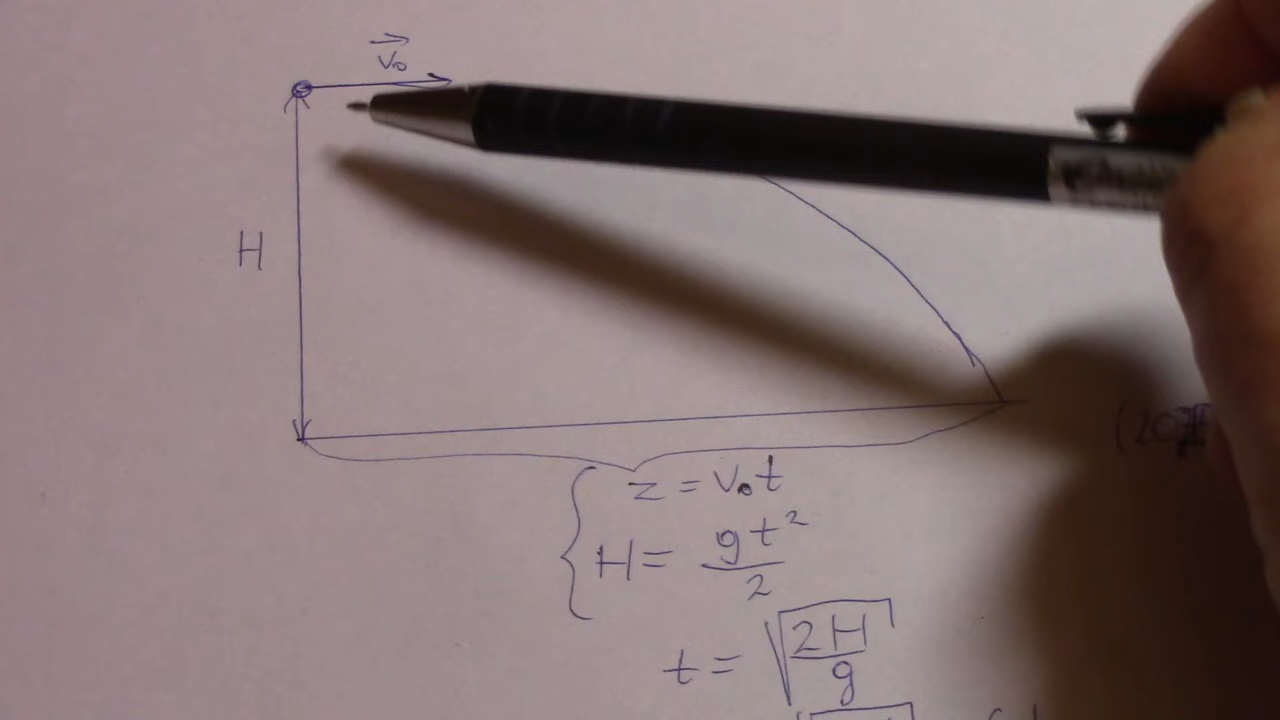 v₀
H
z = v₀t
H = gt²/2
t = √(2H/g)